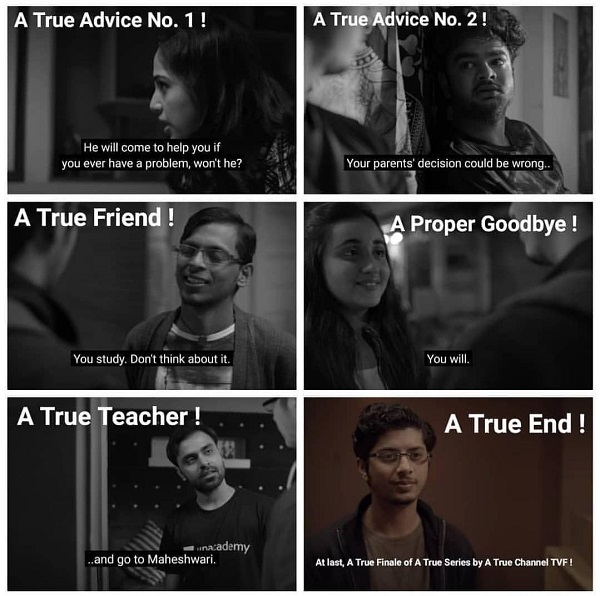 A True Advice No. 1 !
He will come to help you if
you ever have a problem, won't he?
A True Advice No. 2 !
Your parents' decision could be wrong..
A True Friend !
You study. Don't think about it.
A Proper Goodbye !
You will.
A True Teacher !
unacademy
..and go to Maheshwari.
A True End !
At last, A True Finale of A True Series by A True Channel TVF !